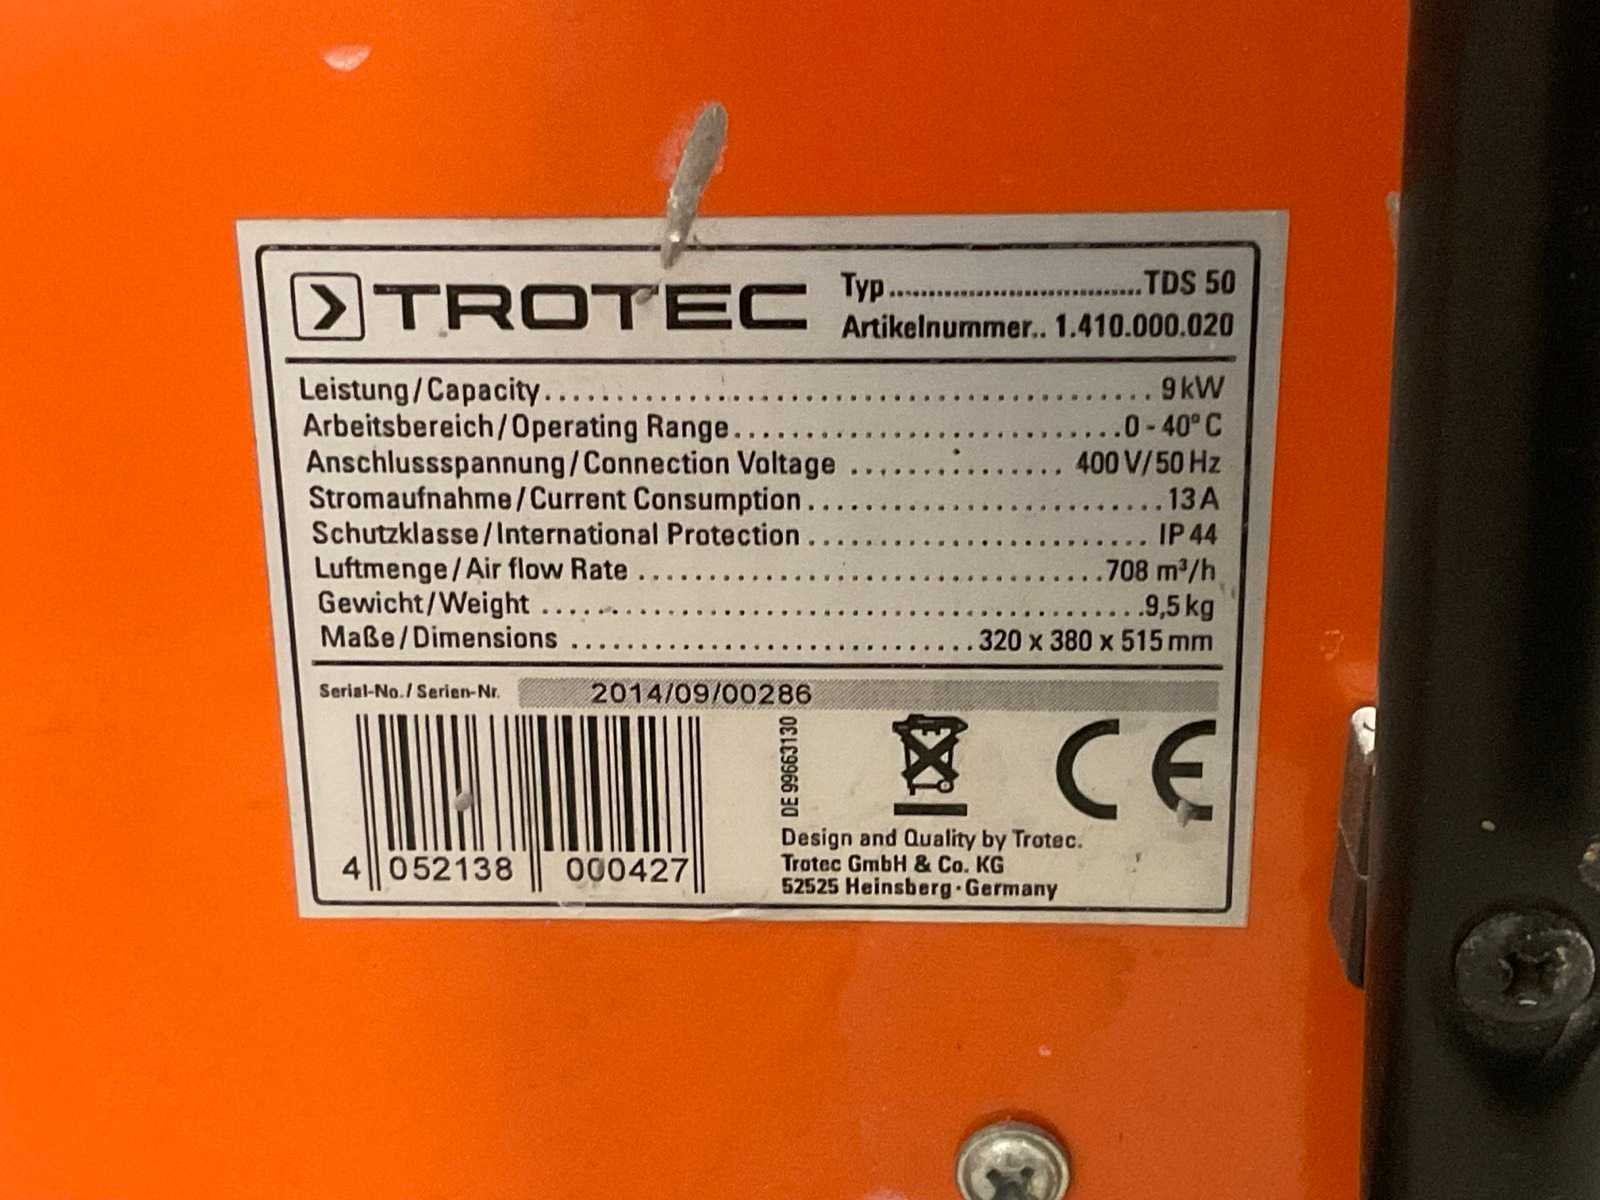 TROTEC
Typ................................TDS 50
Artikelnummer.. 1.410.000.020
Leistung/Capacity........................................... 9 kW
Arbeitsbereich/Operating Range...........................0 - 40° C
Anschlussspannung/Connection Voltage ............... 400 V/50 Hz
Stromaufnahme/Current Consumption.........................13 A
Schutzklasse/International Protection........................ IP 44
Luftmenge/Air flow Rate .................................708 m³/h
Gewicht/Weight ...........................................9,5 kg
Maße/Dimensions .............................320 x 380 x 515 mm
Serial-No./ Serien-Nr. 2014/09/00286
DE 99663130
CE
4 052138 000427
Design and Quality by Trotec.
Trotec GmbH & Co. KG
52525 Heinsberg · Germany